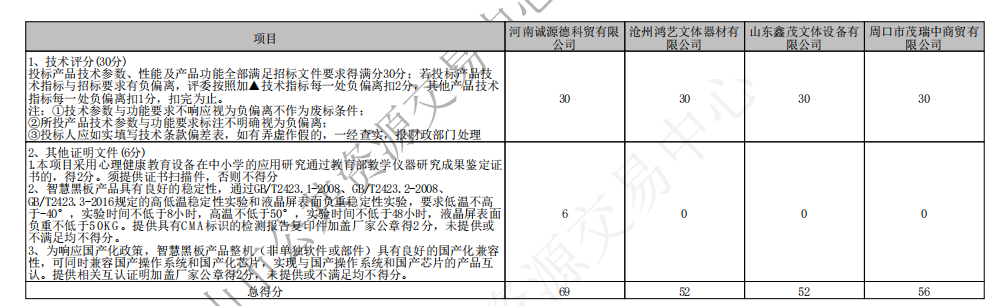 项目
河南诚源德科贸有限公司
沧州鸿艺文体器材有限公司
山东鑫茂文体设备有限公司
周口市茂瑞中商贸有限公司
1、技术评分(30分)
投标产品技术参数、性能及产品功能全部满足招标文件要求得满分30分；若投标产品技
术指标与招标要求有负偏离，评委按照加▲技术指标每一处负偏离扣2分，其他产品技术
指标每一处负偏离扣1分，扣完为止。
注：①技术参数与功能要求不响应视为负偏离不作为废标条件；
②所投产品技术参数与功能要求标注不明确视为负偏离；
③投标人应如实填写技术条款偏差表，如有弄虚作假的，一经查实，报财政部门处理
30
30
30
30
2、其他证明文件(6分)
1.本项目采用心理健康教育设备在中小学的应用研究通过教育部教学仪器研究成果鉴定证
书的，得2分。须提供证书扫描件，否则不得分
2、智慧黑板产品具有良好的稳定性，通过GB/T2423.1-2008、GB/T2423.2-2008、
GB/T2423.3-2016规定的高低温稳定性实验和液晶屏表面负重稳定性实验，要求低温不高
于-40°，实验时间不低于8小时，高温不低于50°，实验时间不低于48小时，液晶屏表面
负重不低于50KG。提供具有CMA标识的检测报告复印件加盖厂家公章得2分，未提供或
不满足均不得分。
3、为响应国产化政策，智慧黑板产品整机（非单独软件或部件）具有良好的国产化兼容
性，可同时兼容国产操作系统和国产化芯片，实现与国产操作系统和国产芯片的产品互
认。提供相关互认证明加盖厂家公章得2分，未提供或不满足均不得分。
6
0
0
0
总得分
69
52
52
56